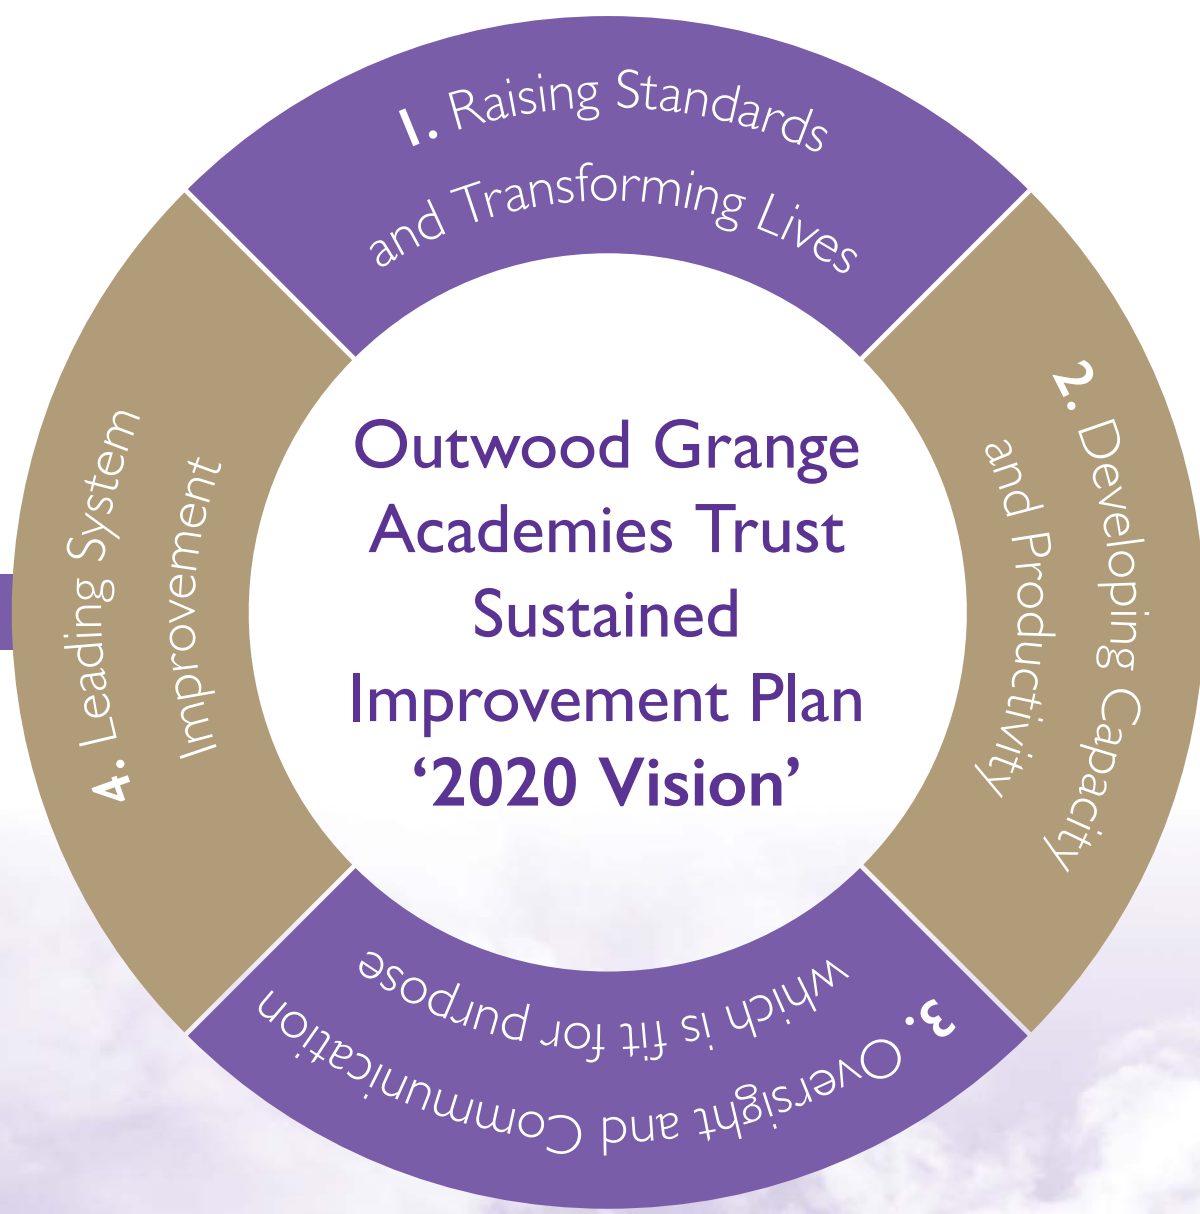 1. Raising Standards
and Transforming Lives
2. Developing Capacity
and Productivity
3. Oversight and Communication
which is fit for purpose
4. Leading System
Improvement
Outwood Grange
Academies Trust
Sustained
Improvement Plan
‘2020 Vision’